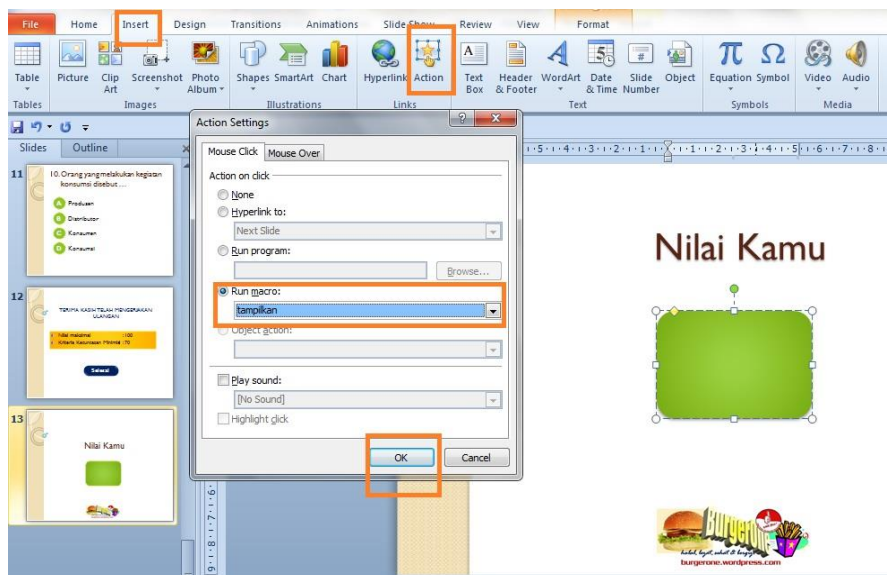 File Home Insert Design Transitions Animations Slide Show Review View Format
Table Picture Clip Art Screenshot Photo Album Shapes SmartArt Chart Hyperlink Action Text Box Header & Footer WordArt Date & Time Slide Number Object Equation Symbol Video Audio
Tables Images Illustrations Links Text Symbols Media
Slides Outline
Action Settings
Mouse Click Mouse Over
Action on click
None
Hyperlink to:
Next Slide
Run program:
Browse...
Run macro:
tampilkan
Object action:
Play sound:
[No Sound]
Highlight click
OK Cancel
11
10. Orang yang melakukan kegiatan
konsumsi disebut ....
A Produsen
B Distributor
C Konsumen
D Konsumsi
12
TERIMA KASIH TELAH MENGERJAKAN
ULANGAN
Nilai maksimal :100
Kriteria Ketuntasan Minimal :70
Selesai
13
Nilai Kamu
Nilai Kamu
Burgerone
burgerone.wordpress.com